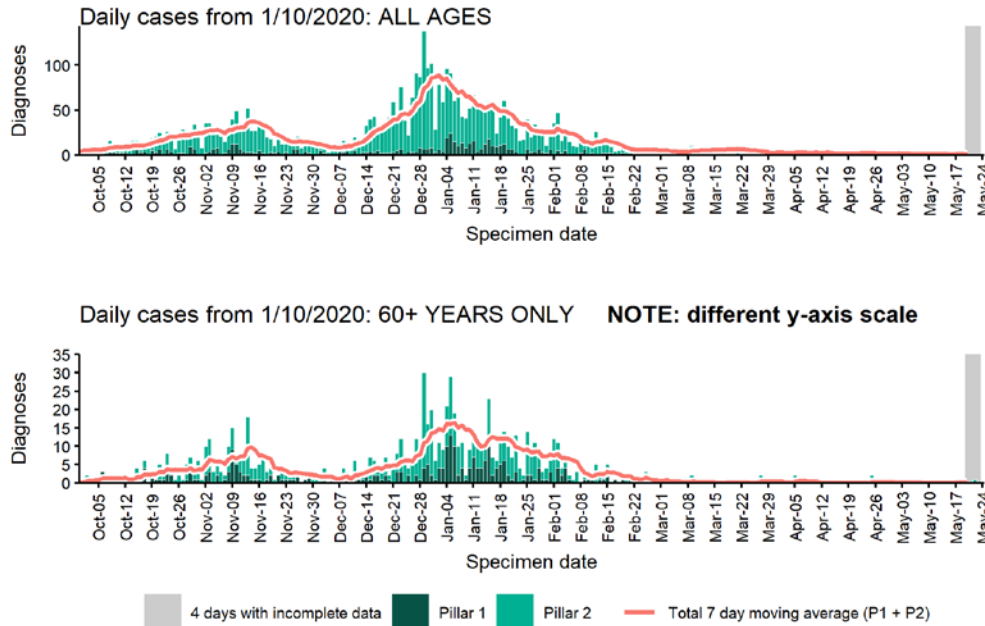 Daily cases from 1/10/2020: ALL AGES
Diagnoses
100
50
0
Oct-05
Oct-12
Oct-19
Oct-26
Nov-02
Nov-09
Nov-16
Nov-23
Nov-30
Dec-07
Dec-14
Dec-21
Dec-28
Jan-04
Jan-11
Jan-18
Jan-25
Feb-01
Feb-08
Feb-15
Feb-22
Mar-01
Mar-08
Mar-15
Mar-22
Mar-29
Apr-05
Apr-12
Apr-19
Apr-26
May-03
May-10
May-17
May-24
Specimen date
Daily cases from 1/10/2020: 60+ YEARS ONLY NOTE: different y-axis scale
Diagnoses
35
30
25
20
15
10
5
0
Oct-05
Oct-12
Oct-19
Oct-26
Nov-02
Nov-09
Nov-16
Nov-23
Nov-30
Dec-07
Dec-14
Dec-21
Dec-28
Jan-04
Jan-11
Jan-18
Jan-25
Feb-01
Feb-08
Feb-15
Feb-22
Mar-01
Mar-08
Mar-15
Mar-22
Mar-29
Apr-05
Apr-12
Apr-19
Apr-26
May-03
May-10
May-17
May-24
Specimen date
4 days with incomplete data Pillar 1 Pillar 2 Total 7 day moving average (P1 + P2)